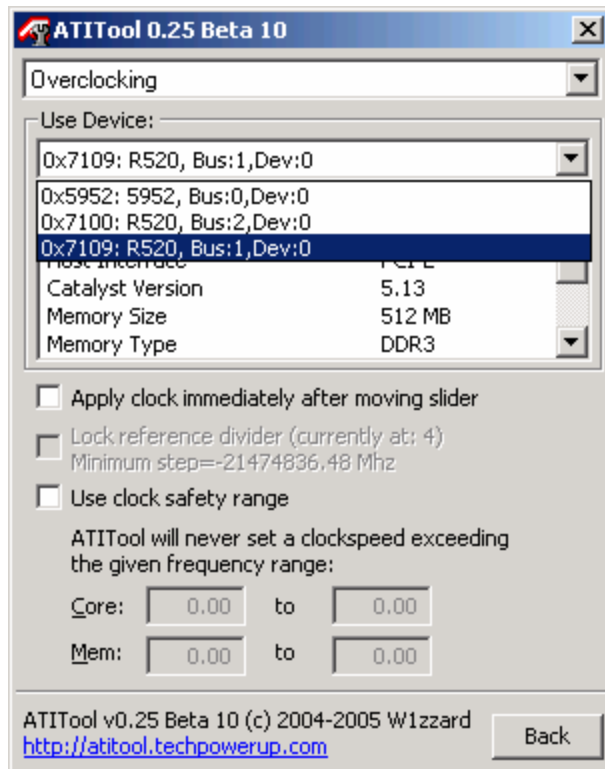 ATITool 0.25 Beta 10
Overclocking
Use Device:
0x7109: R520, Bus:1,Dev:0
0x5952: 5952, Bus:0,Dev:0
0x7100: R520, Bus:2,Dev:0
0x7109: R520, Bus:1,Dev:0
Host Interface PCI-E
Catalyst Version 5.13
Memory Size 512 MB
Memory Type DDR3
Apply clock immediately after moving slider
Lock reference divider (currently at: 4)
Minimum step=-21474836.48 Mhz
Use clock safety range
ATITool will never set a clockspeed exceeding
the given frequency range:
Core: 0.00 to 0.00
Mem: 0.00 to 0.00
ATITool v0.25 Beta 10 (c) 2004-2005 W1zzard
http://atitool.techpowerup.com
Back